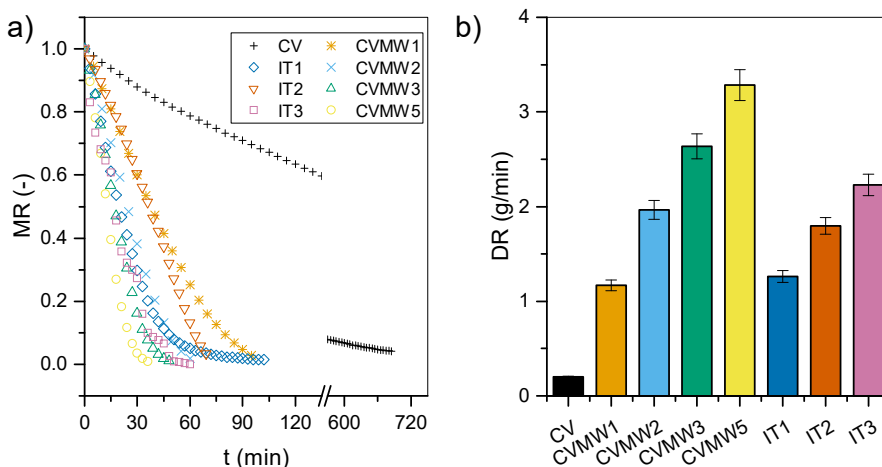 a)
MR (-)
1.0
0.8
0.6
0.4
0.2
0.0
CV
IT1
IT2
IT3
CVMW1
CVMW2
CVMW3
CVMW5
0 30 60 90 120 600 720
t (min)
b)
DR (g/min)
4
3
2
1
0
CV
CVMW1
CVMW2
CVMW3
CVMW5
IT1
IT2
IT3